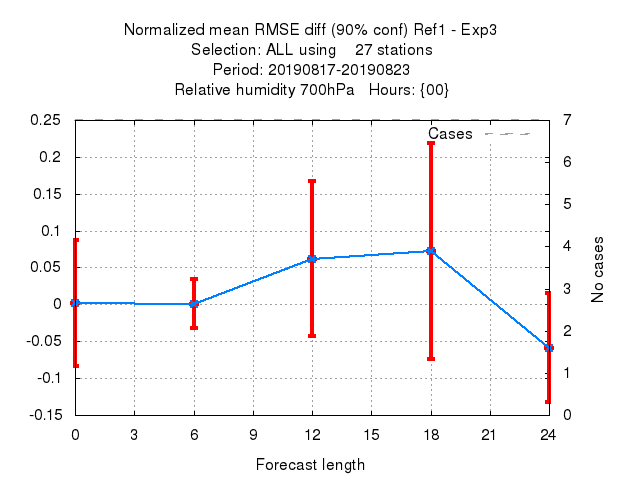 Normalized mean RMSE diff (90% conf) Ref1 - Exp3
Selection: ALL using    27 stations
Period: 20190817-20190823
Relative humidity 700hPa   Hours: {00}
Cases
0.25
0.2
0.15
0.1
0.05
0
-0.05
-0.1
-0.15
7
6
5
4
3
2
1
0
No cases
0 3 6 9 12 15 18 21 24
Forecast length